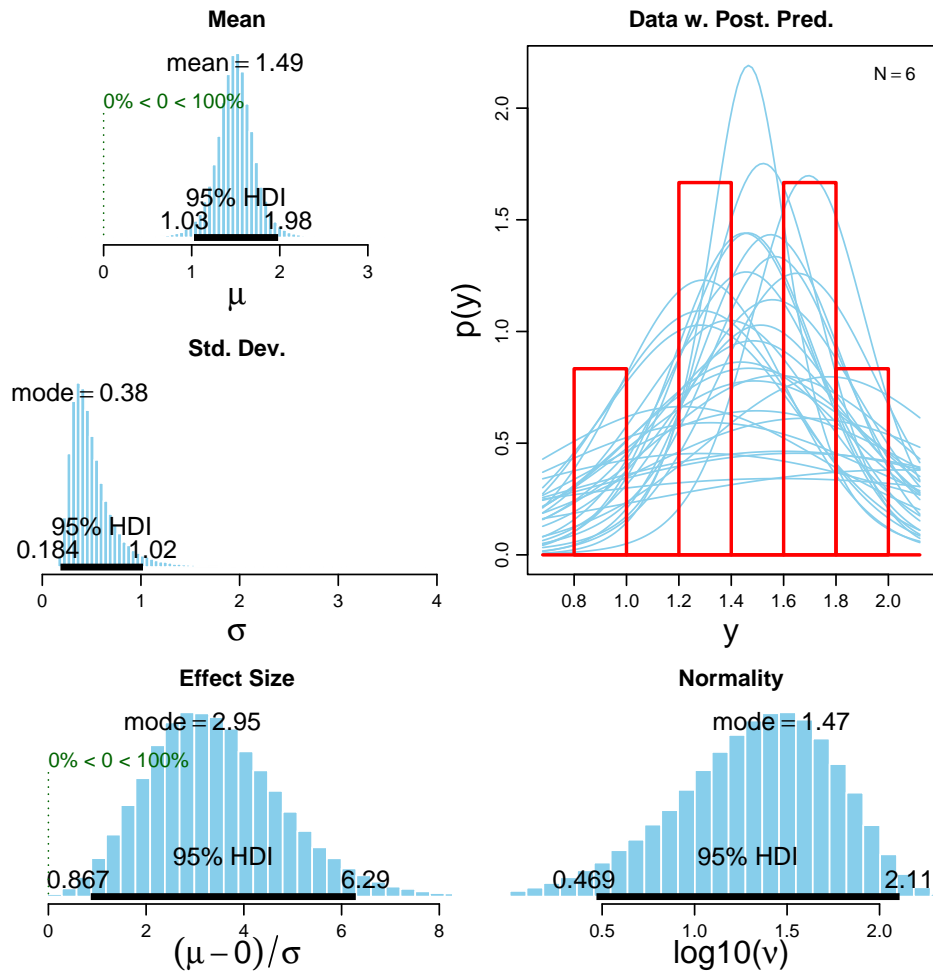 Mean
mean = 1.49
0% < 0 < 100%
95% HDI
1.03 1.98
0 1 2 3
μ
Data w. Post. Pred.
N = 6
2.0
1.5
1.0
0.5
0.0
p(y)
0.8 1.0 1.2 1.4 1.6 1.8 2.0
y
Std. Dev.
mode = 0.38
95% HDI
0.184 1.02
0 1 2 3 4
σ
Effect Size
mode = 2.95
0% < 0 < 100%
95% HDI
0.867 6.29
0 2 4 6 8
(μ − 0)/σ
Normality
mode = 1.47
95% HDI
0.469 2.11
0.5 1.0 1.5 2.0
log10(ν)